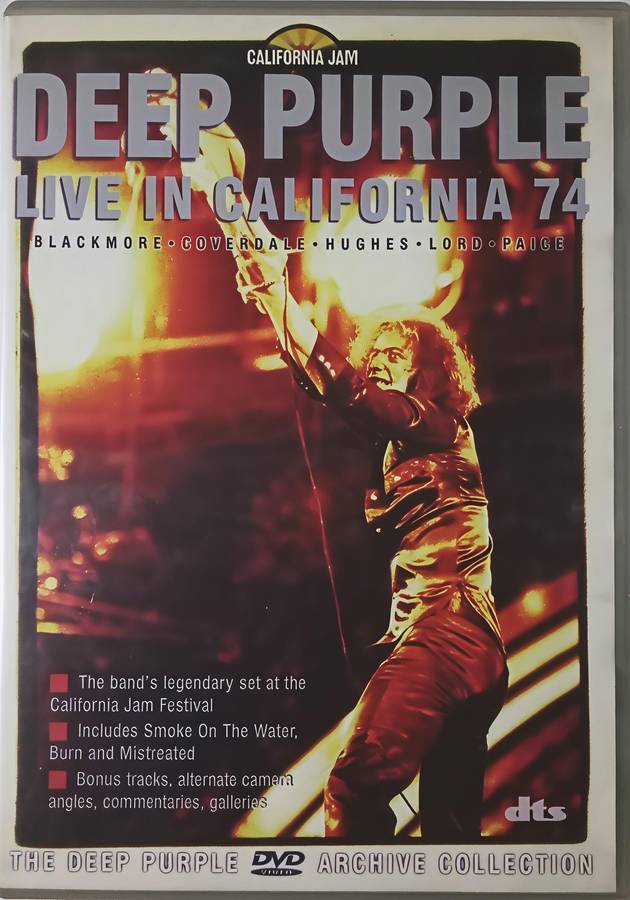 CALIFORNIA JAM
DEEP PURPLE
LIVE IN CALIFORNIA 74
BLACKMORE • COVERDALE • HUGHES • LORD • PAICE
The band's legendary set at the
California Jam Festival
Includes Smoke On The Water,
Burn and Mistreated
Bonus tracks, alternate camera
angles, commentaries, galleries
dts
THE DEEP PURPLE DVD VIDEO ARCHIVE COLLECTION